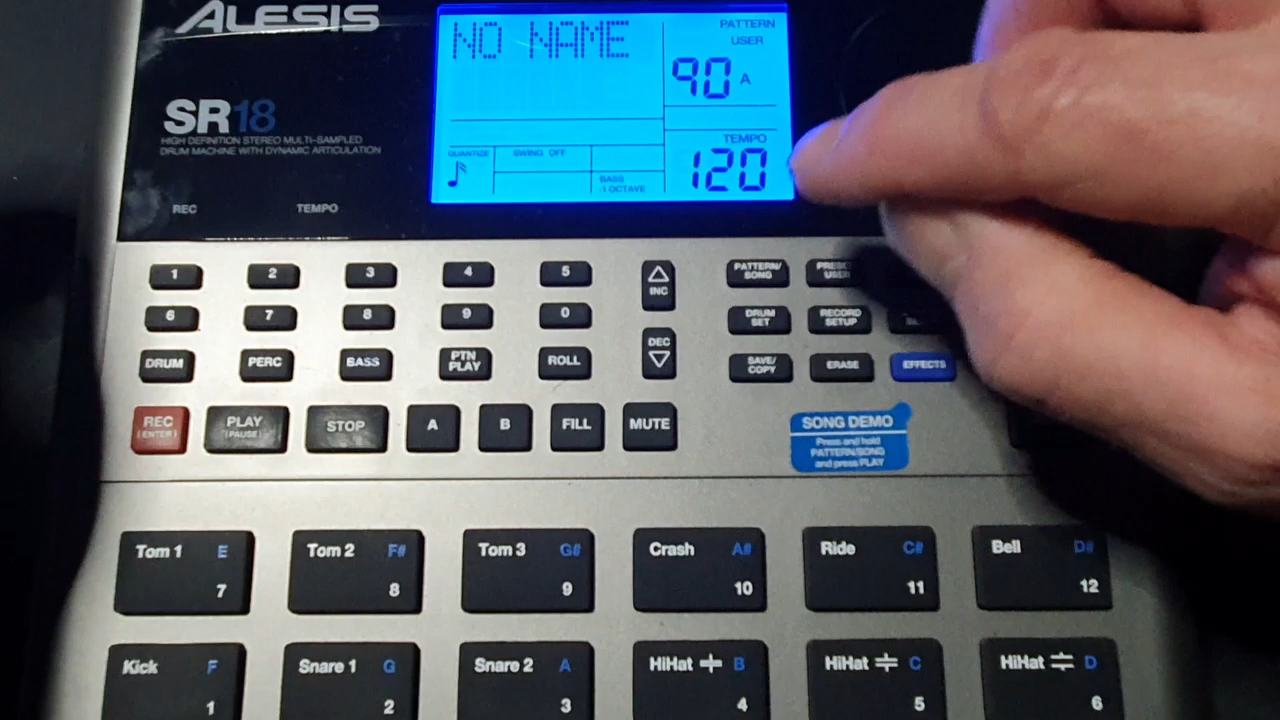 ALESIS
SR18
HIGH DEFINITION STEREO MULTI-SAMPLED
DRUM MACHINE WITH DYNAMIC ARTICULATION
REC
TEMPO
NO NAME
PATTERN
USER
90 A
TEMPO
120
QUANTIZE
SWING OFF
BASS
-1 OCTAVE
1
2
3
4
5
INC
6
7
8
9
0
DEC
DRUM
PERC
BASS
PTN
PLAY
ROLL
PATTERN/
SONG
DRUM
SET
RECORD
SETUP
SAVE/
COPY
ERASE
EFFECTS
REC
(ENTER)
PLAY
(PAUSE)
STOP
A
B
FILL
MUTE
SONG DEMO
Press and hold
PATTERN/SONG
and press PLAY
Tom 1 E
7
Tom 2 F#
8
Tom 3 G#
9
Crash A#
10
Ride C#
11
Bell D#
12
Kick F
1
Snare 1 G
2
Snare 2 A
3
HiHat B
4
HiHat C
5
HiHat D
6